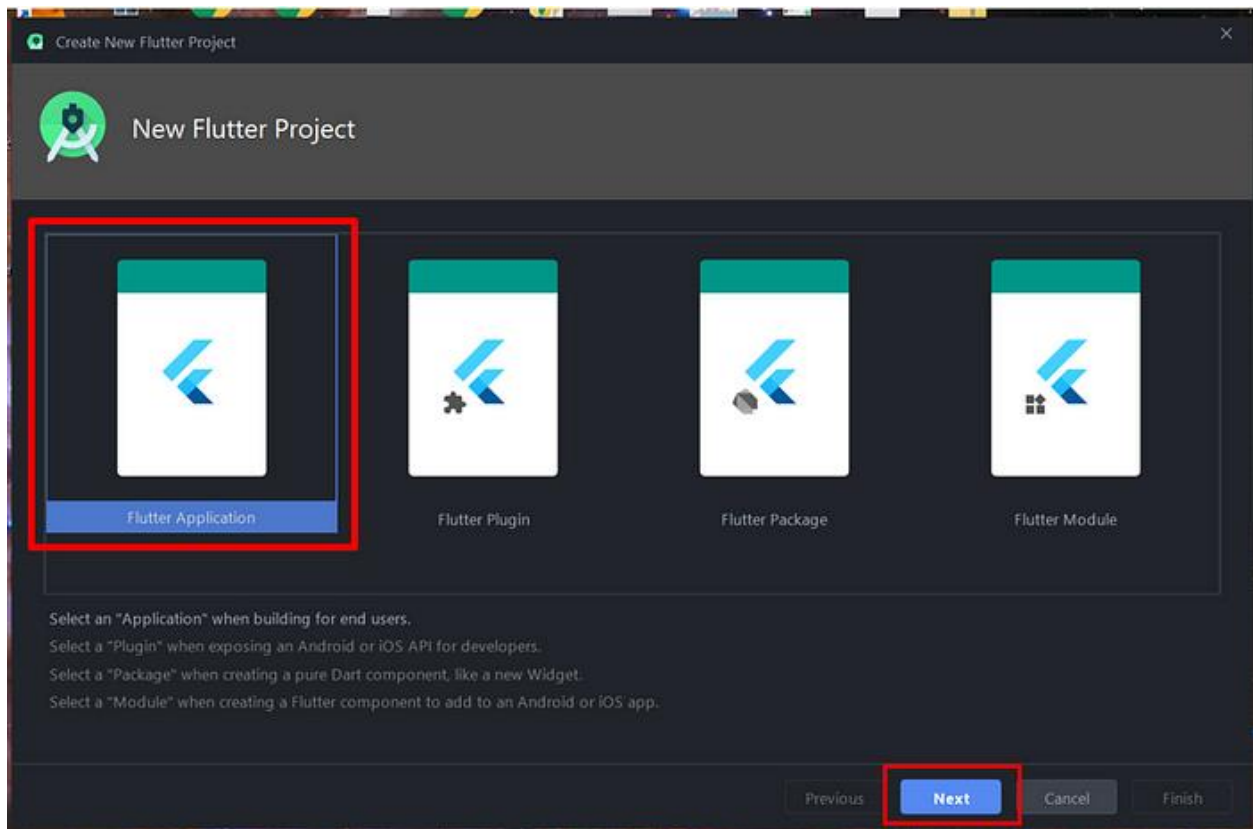 Create New Flutter Project
New Flutter Project
Flutter Application
Flutter Plugin
Flutter Package
Flutter Module
Select an "Application" when building for end users.
Select a "Plugin" when exposing an Android or iOS API for developers.
Select a "Package" when creating a pure Dart component, like a new Widget.
Select a "Module" when creating a Flutter component to add to an Android or iOS app.
Previous Next Cancel Finish